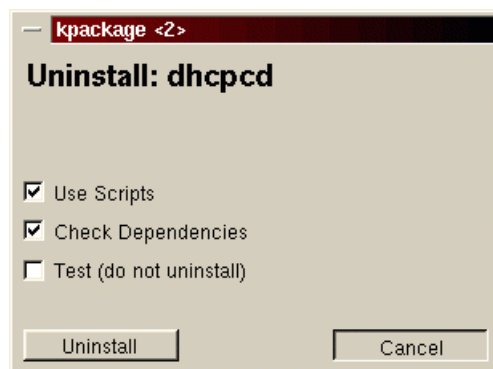 kpackage <2>
Uninstall: dhcpcd
Use Scripts
Check Dependencies
Test (do not uninstall)
Uninstall
Cancel